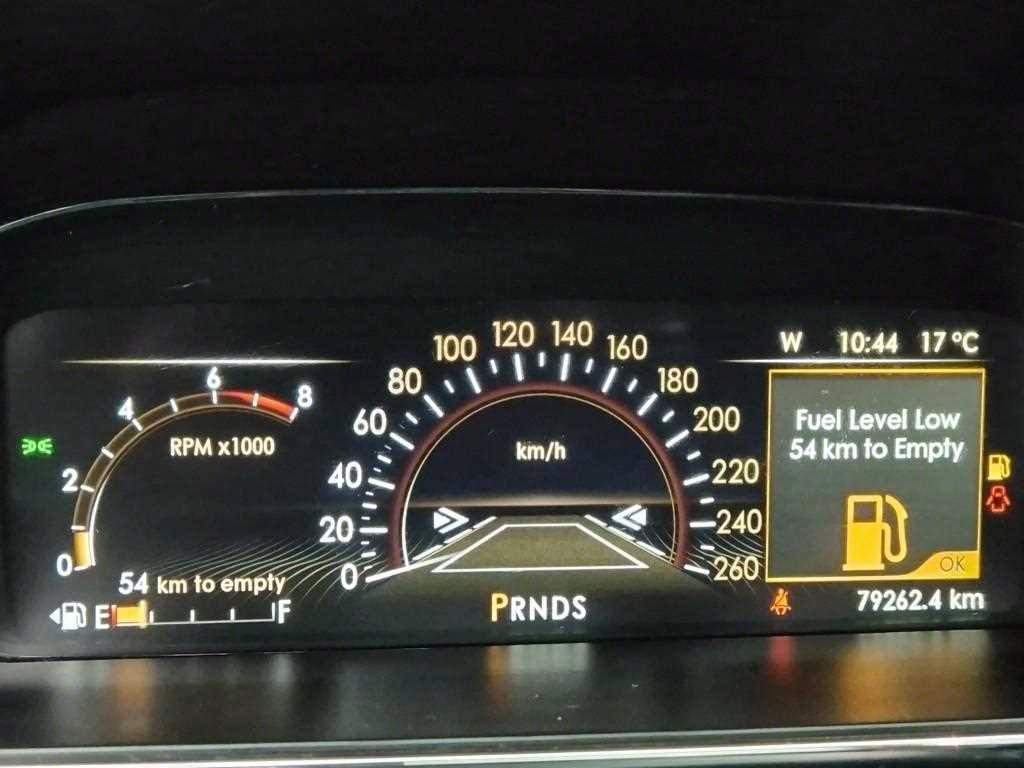 W 10:44 17 °C
0 2 4 6 8
RPM x1000
0 20 40 60 80 100 120 140 160 180 200 220 240 260
km/h
Fuel Level Low
54 km to Empty
OK
54 km to empty
E F
PRNDS
79262.4 km